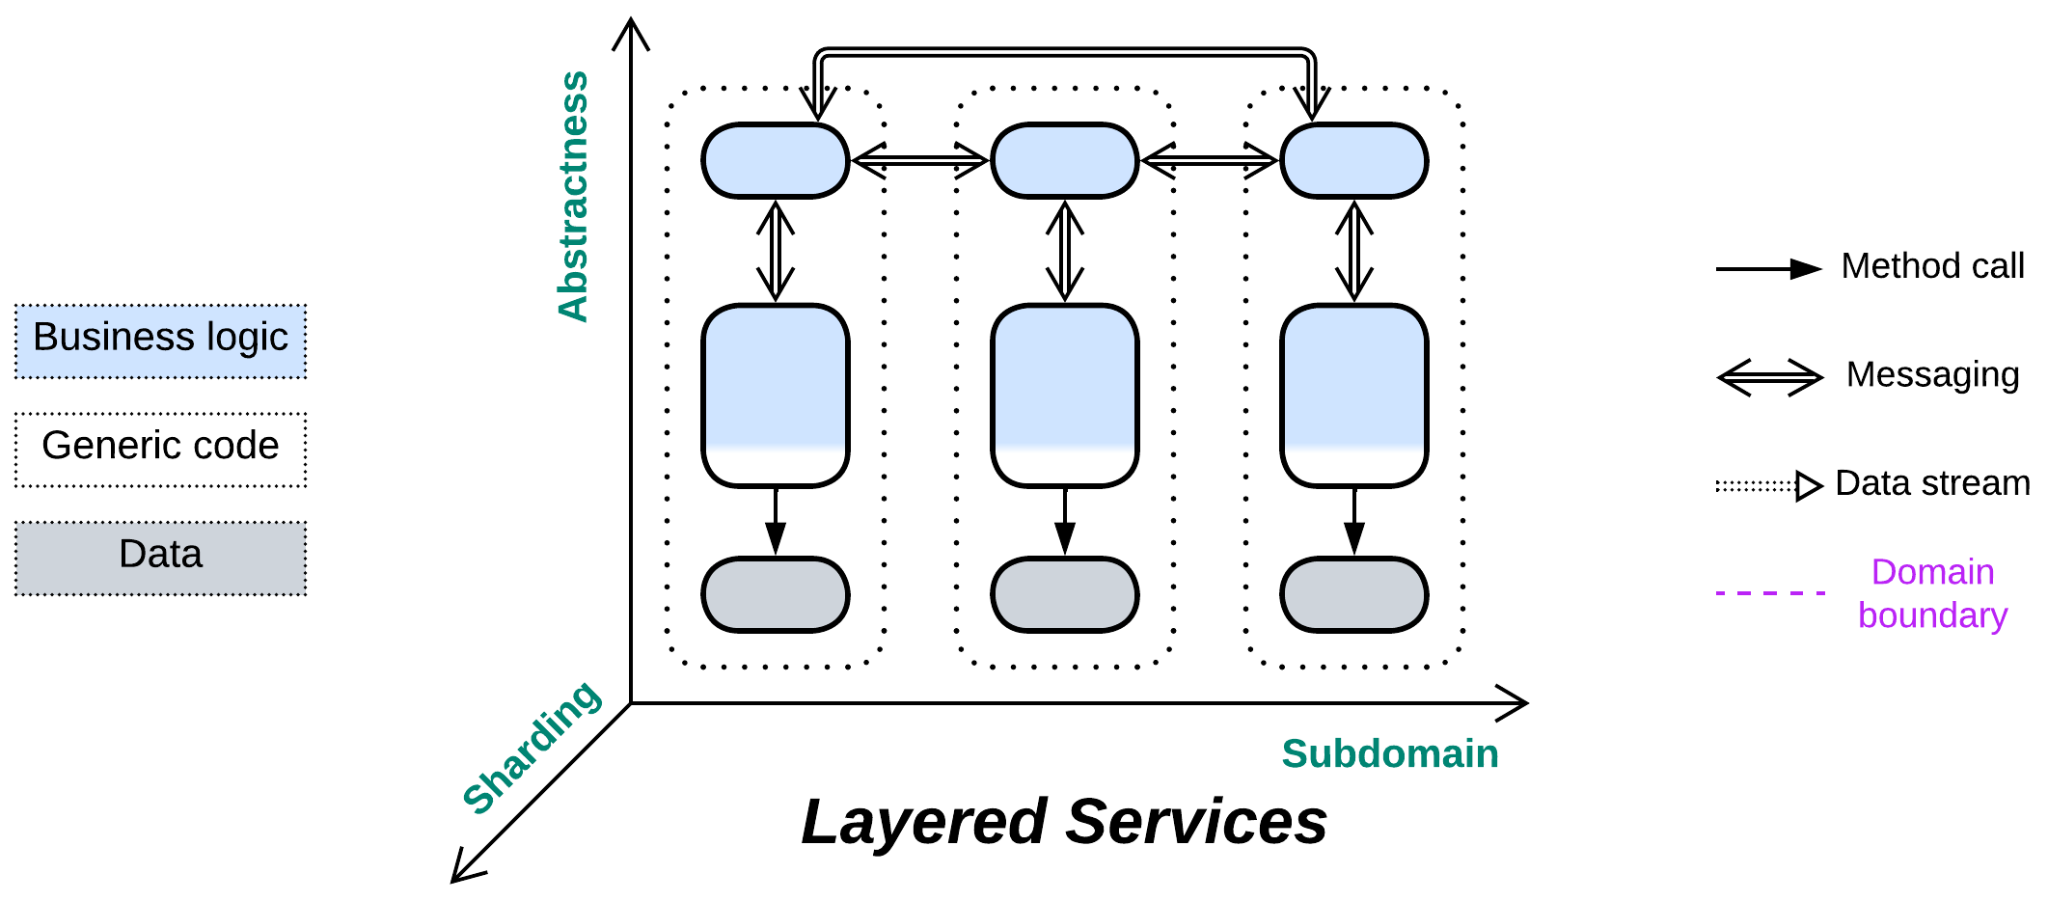 Business logic
Generic code
Data
Abstractness
Sharding
Subdomain
Layered Services
Method call
Messaging
Data stream
Domain
boundary